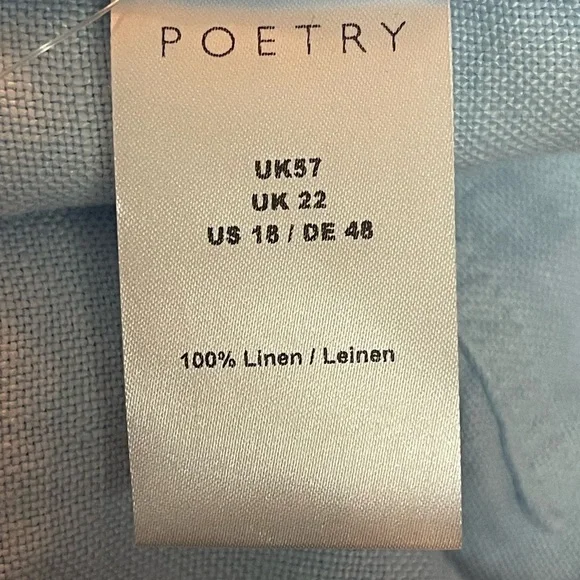 POETRY
UK57
UK 22
US 18 / DE 48
100% Linen / Leinen